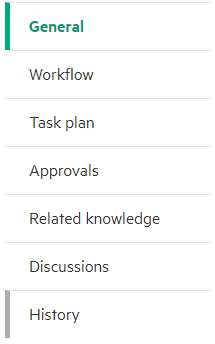 General
Workflow
Task plan
Approvals
Related knowledge
Discussions
History